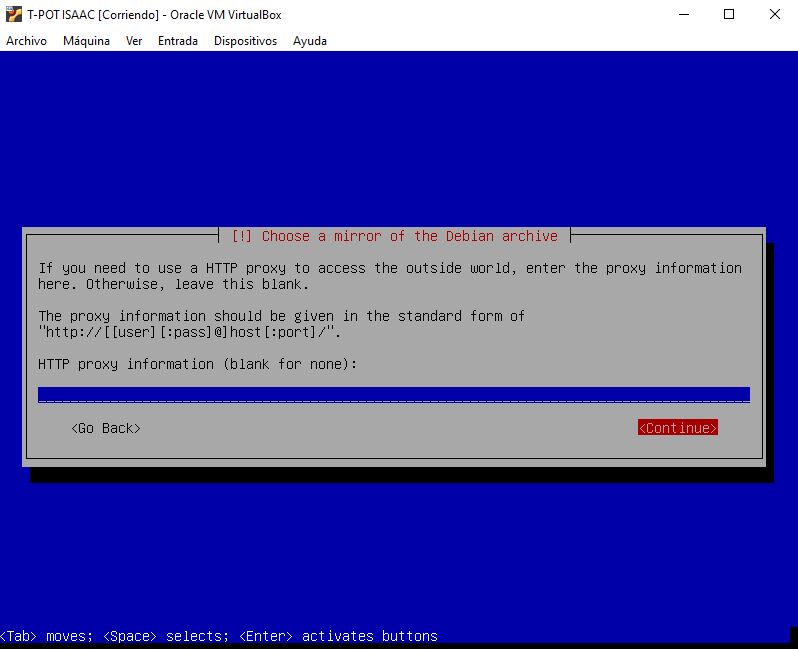 T-POT ISAAC [Corriendo] - Oracle VM VirtualBox
Archivo Máquina Ver Entrada Dispositivos Ayuda
[!] Choose a mirror of the Debian archive
If you need to use a HTTP proxy to access the outside world, enter the proxy information
here. Otherwise, leave this blank.
The proxy information should be given in the standard form of
"http://[[user][:pass]@]host[:port]/".
HTTP proxy information (blank for none):
<Go Back> <Continue>
<Tab> moves; <Space> selects; <Enter> activates buttons